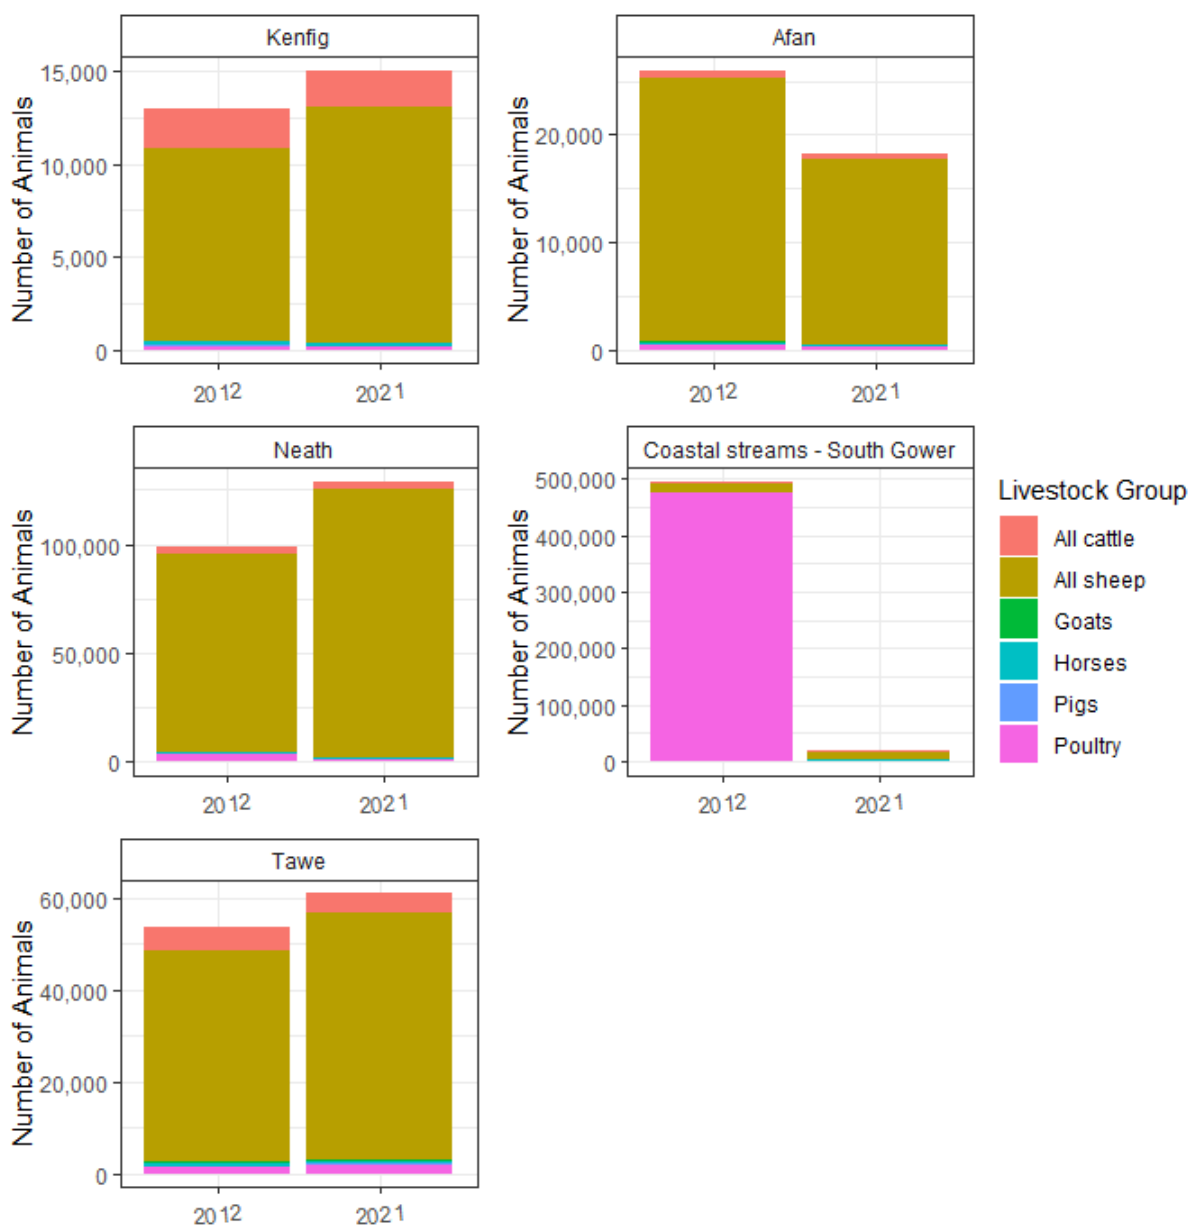 Kenfig
Number of Animals
15,000
10,000
5,000
0
2012
2021
Afan
Number of Animals
20,000
10,000
0
2012
2021
Neath
Number of Animals
100,000
50,000
0
2012
2021
Coastal streams - South Gower
Number of Animals
500,000
400,000
300,000
200,000
100,000
0
2012
2021
Livestock Group
All cattle
All sheep
Goats
Horses
Pigs
Poultry
Tawe
Number of Animals
60,000
40,000
20,000
0
2012
2021